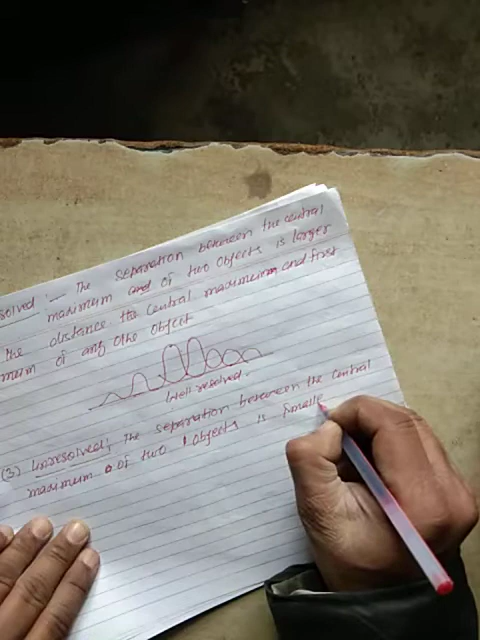 solved :- The separation between the central
maximum and of two objects is larger
the distance the central maximum and first
mum of any othe object
Well resolved.
(3) Unresolved; The separation between the central
maximum of two objects is smalle